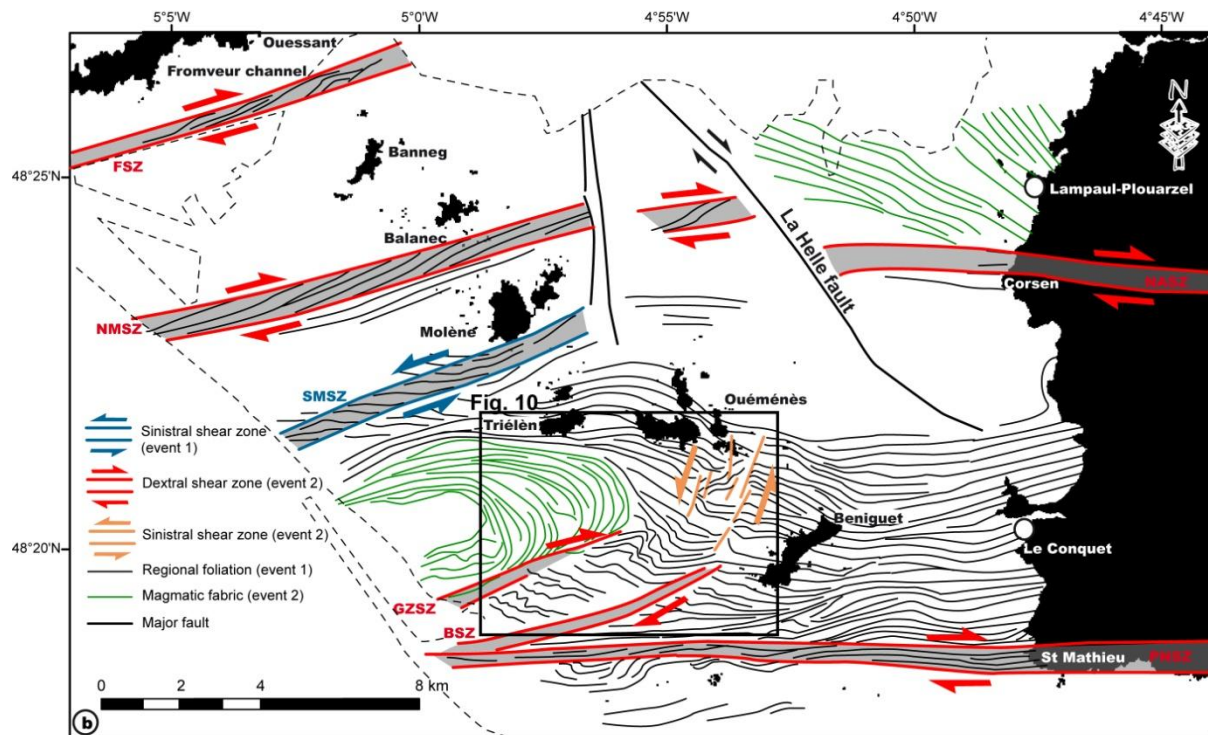 5°5'W 5°0'W 4°55'W 4°50'W 4°45'W
Ouessant
Fromveur channel
N
Banneg
48°25'N
FSZ
Lampaul-Plouarzel
Balanec
La Helle fault
Corsen
NASZ
NMSZ
Molène
SMSZ
Fig. 10
Ouéménès
Triélèn
Sinistral shear zone
(event 1)
Dextral shear zone (event 2)
Sinistral shear zone
(event 2)
Regional foliation (event 1)
Magmatic fabric (event 2)
Major fault
Beniguet
48°20'N
Le Conquet
GZSZ
BSZ
St Mathieu
0 2 4 8 km
b